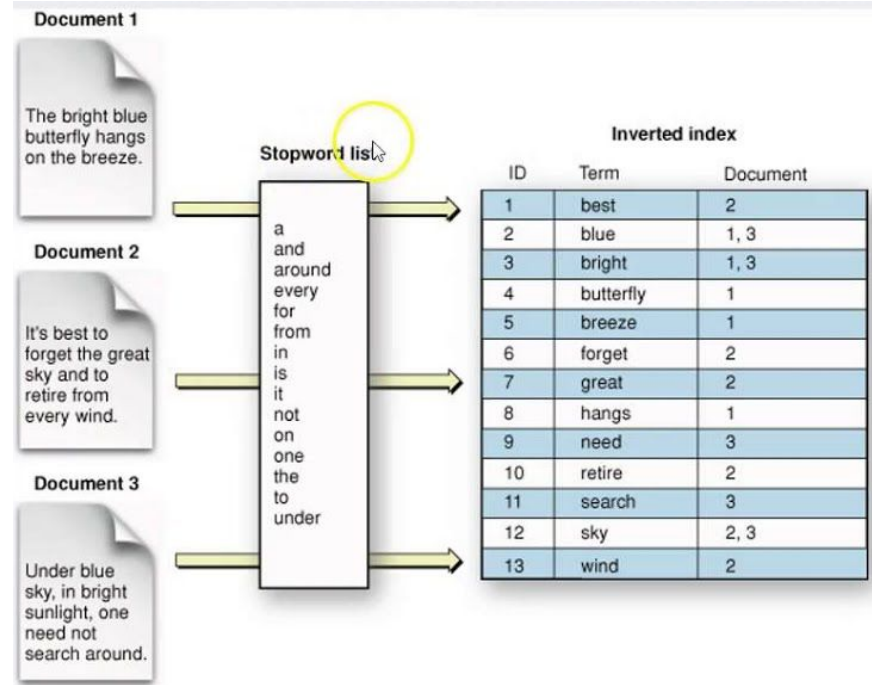 Document 1
The bright blue
butterfly hangs
on the breeze.
Document 2
It's best to
forget the great
sky and to
retire from
every wind.
Document 3
Under blue
sky, in bright
sunlight, one
need not
search around.
Stopword list
a
and
around
every
for
from
in
is
it
not
on
one
the
to
under
Inverted index
ID Term Document
1 best 2
2 blue 1, 3
3 bright 1, 3
4 butterfly 1
5 breeze 1
6 forget 2
7 great 2
8 hangs 1
9 need 3
10 retire 2
11 search 3
12 sky 2, 3
13 wind 2